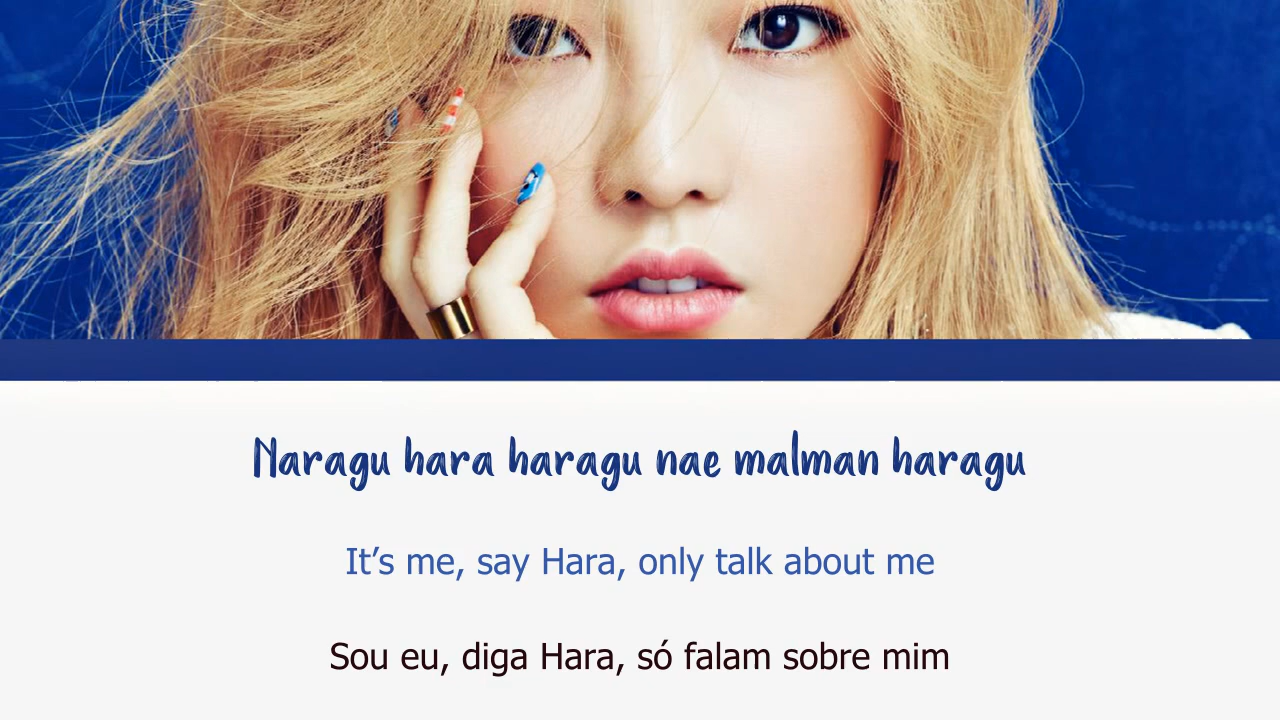 Naragu hara haragu nae malman haragu
It’s me, say Hara, only talk about me
Sou eu, diga Hara, só falam sobre mim